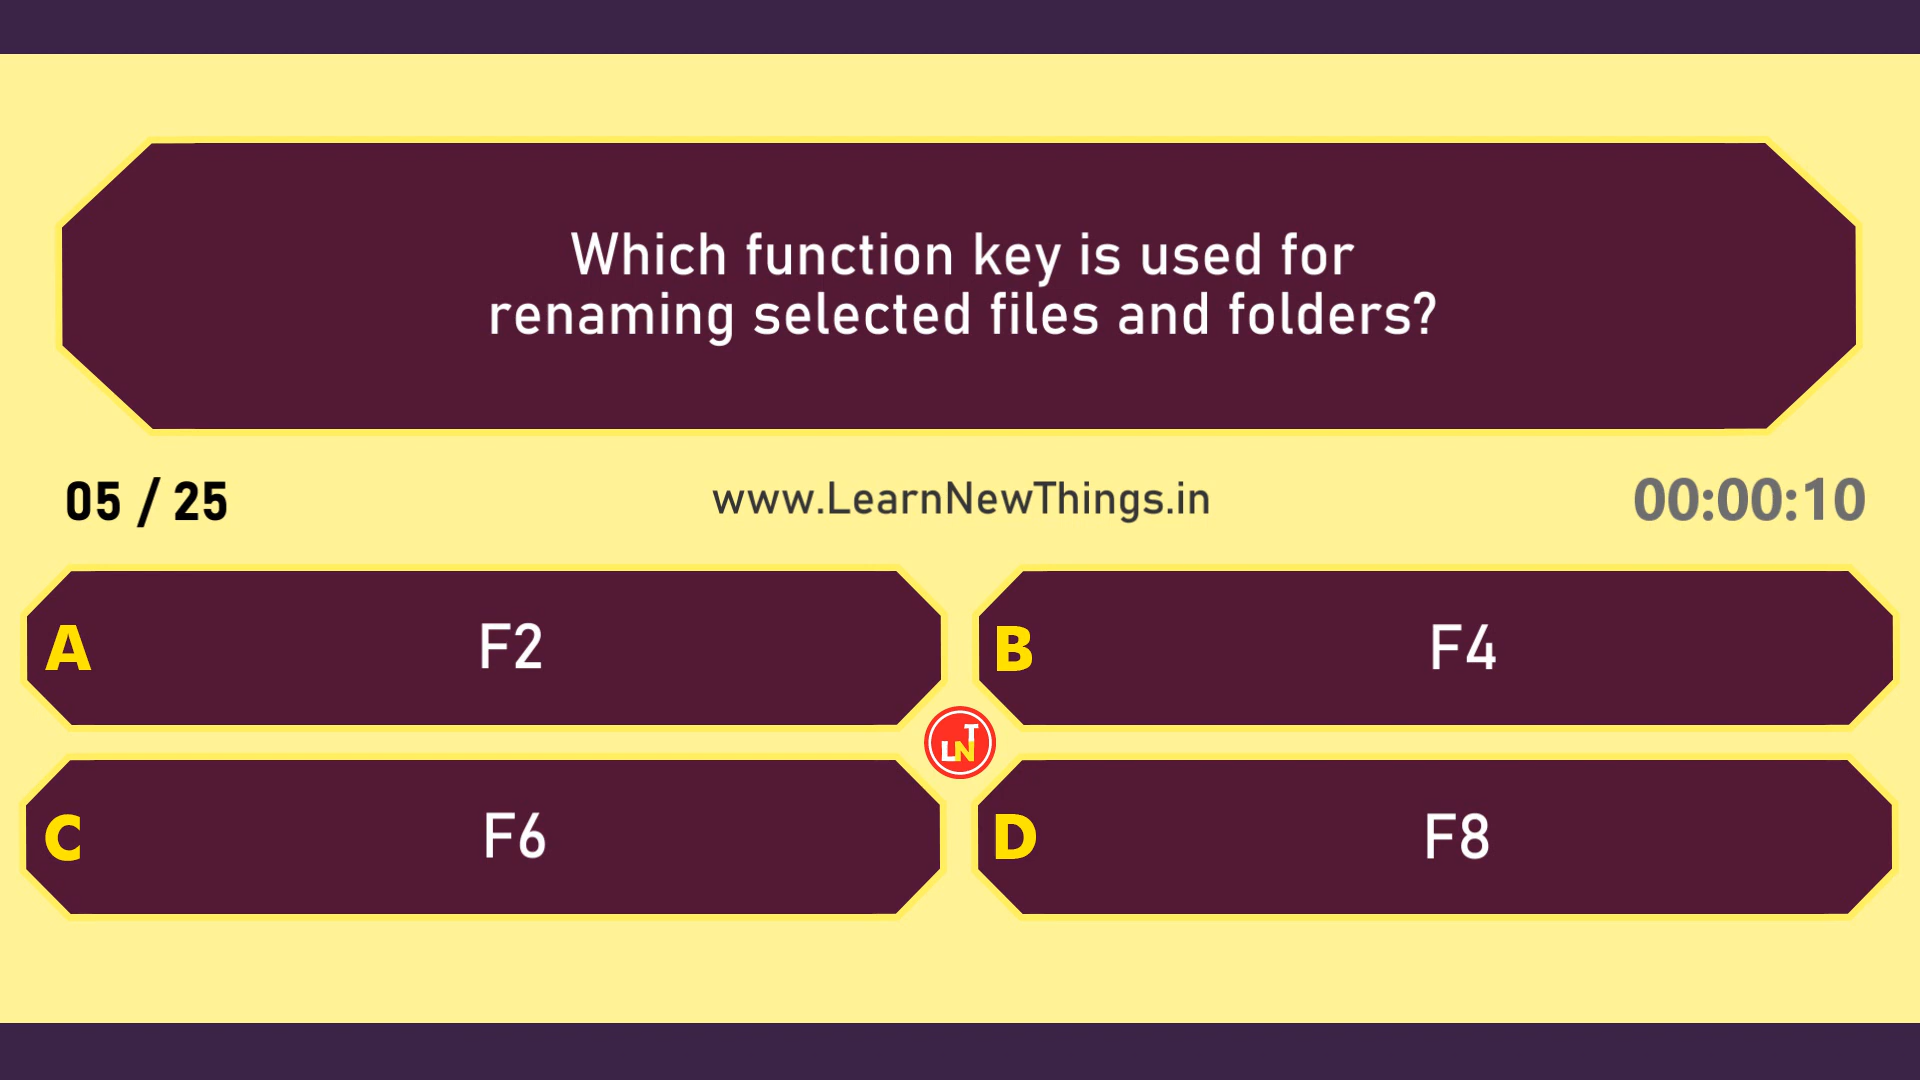 Which function key is used for
renaming selected files and folders?
05 / 25
www.LearnNewThings.in
00:00:10
A
F2
B
F4
LNT
C
F6
D
F8